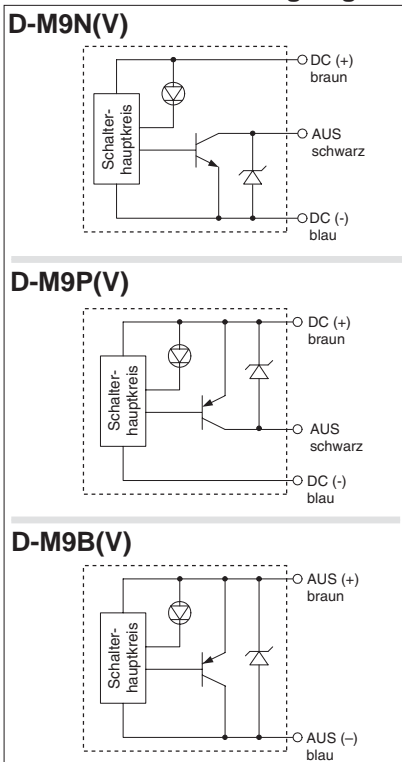 D-M9N(V)
DC (+)
braun
Schalter-
hauptkreis
AUS
schwarz
DC (-)
blau
D-M9P(V)
DC (+)
braun
Schalter-
hauptkreis
AUS
schwarz
DC (-)
blau
D-M9B(V)
AUS (+)
braun
Schalter-
hauptkreis
AUS (–)
blau